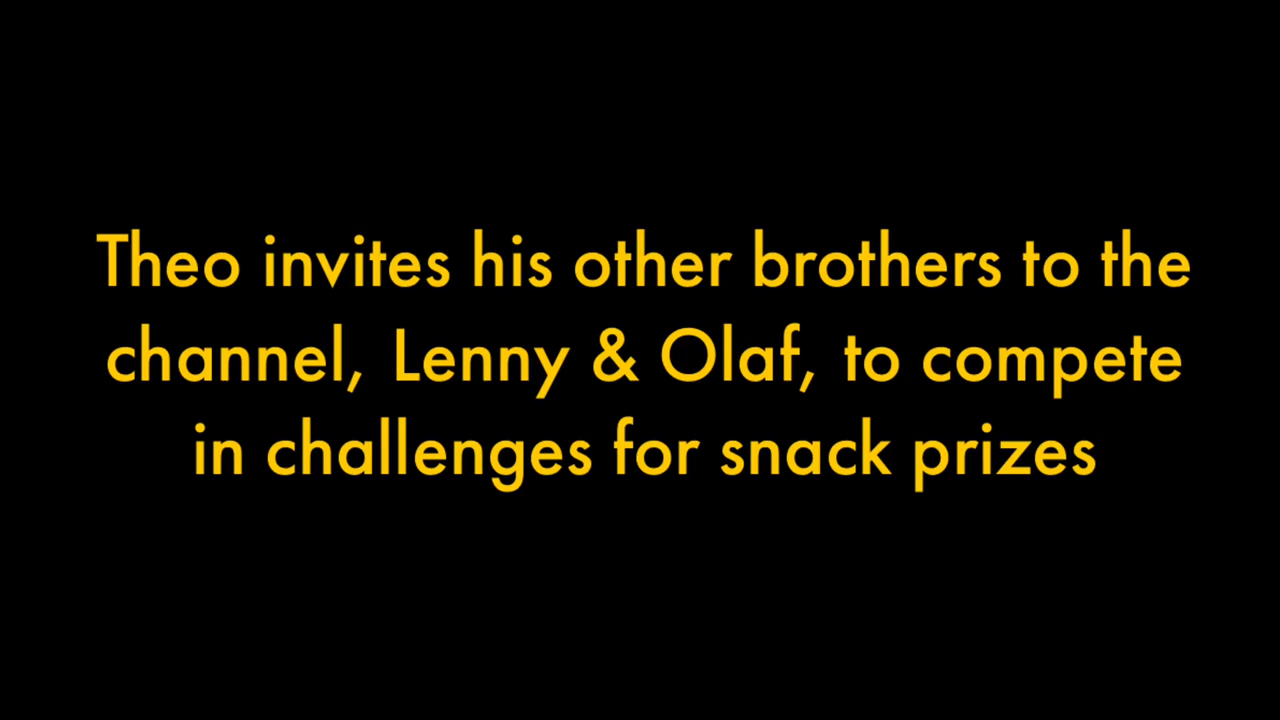 Theo invites his other brothers to the
channel, Lenny & Olaf, to compete
in challenges for snack prizes